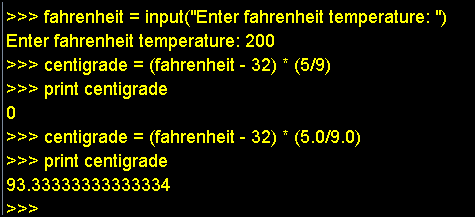 >>> fahrenheit = input("Enter fahrenheit temperature: ")
Enter fahrenheit temperature: 200
>>> centigrade = (fahrenheit - 32) * (5/9)
>>> print centigrade
0
>>> centigrade = (fahrenheit - 32) * (5.0/9.0)
>>> print centigrade
93.33333333333334
>>>